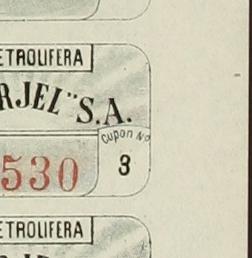 ETROLIFERA
RJEL" S.A.
Cupon Nº
530
3
ETROLIFERA